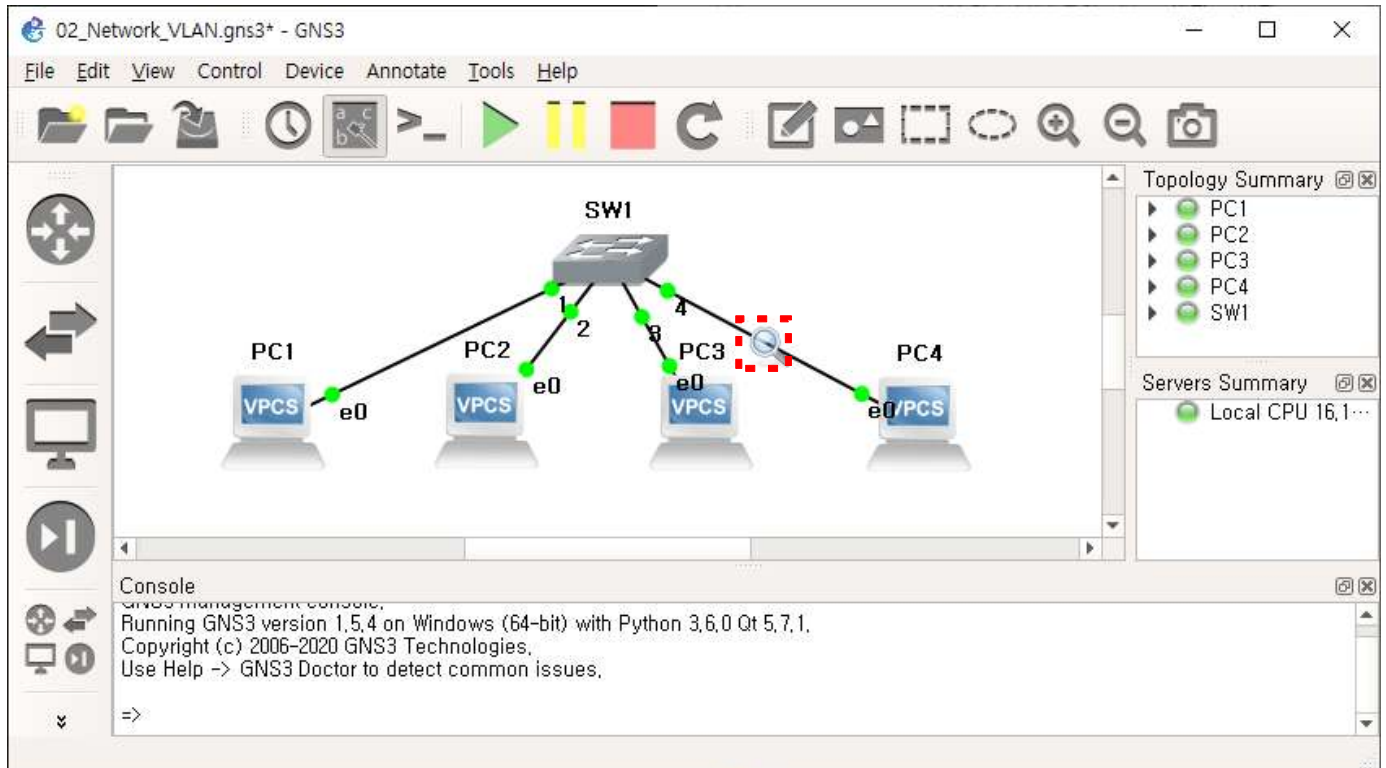 02_Network_VLAN.gns3* - GNS3
File Edit View Control Device Annotate Tools Help
Topology Summary
PC1
PC2
PC3
PC4
SW1
SW1
1
2
3
4
PC1
PC2
PC3
PC4
e0
e0
e0
e0
VPCS
VPCS
VPCS
VPCS
Servers Summary
Local CPU 16,1...
Console
GNS3 management console,
Running GNS3 version 1,5,4 on Windows (64-bit) with Python 3,6,0 Qt 5,7,1,
Copyright (c) 2006-2020 GNS3 Technologies,
Use Help -> GNS3 Doctor to detect common issues,
=>